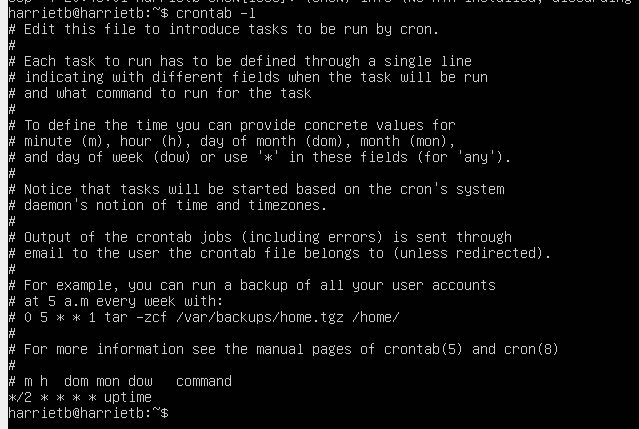 harrietb@harrietb:~$ crontab -l
# Edit this file to introduce tasks to be run by cron.
#
# Each task to run has to be defined through a single line
# indicating with different fields when the task will be run
# and what command to run for the task
#
# To define the time you can provide concrete values for
# minute (m), hour (h), day of month (dom), month (mon),
# and day of week (dow) or use '*' in these fields (for 'any').
#
# Notice that tasks will be started based on the cron's system
# daemon's notion of time and timezones.
#
# Output of the crontab jobs (including errors) is sent through
# email to the user the crontab file belongs to (unless redirected).
#
# For example, you can run a backup of all your user accounts
# at 5 a.m every week with:
# 0 5 * * 1 tar -zcf /var/backups/home.tgz /home/
#
# For more information see the manual pages of crontab(5) and cron(8)
#
# m h  dom mon dow   command
*/2 * * * * uptime
harrietb@harrietb:~$